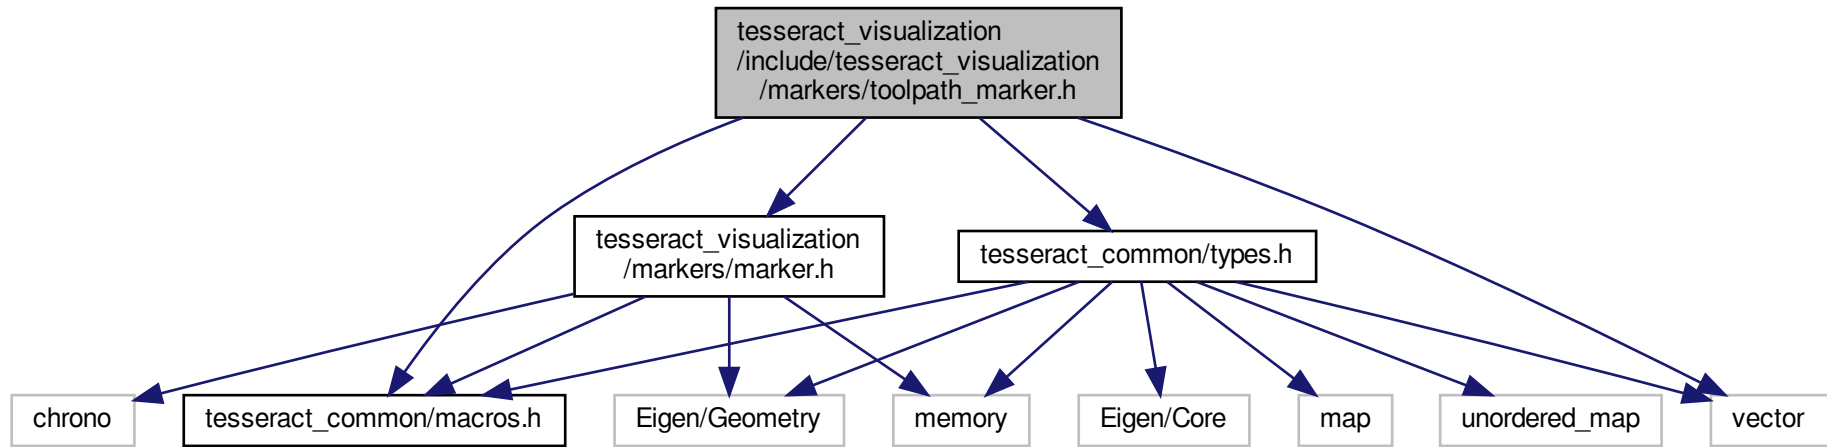 tesseract_visualization
/include/tesseract_visualization
/markers/toolpath_marker.h
tesseract_visualization
/markers/marker.h
tesseract_common/types.h
chrono
tesseract_common/macros.h
Eigen/Geometry
memory
Eigen/Core
map
unordered_map
vector